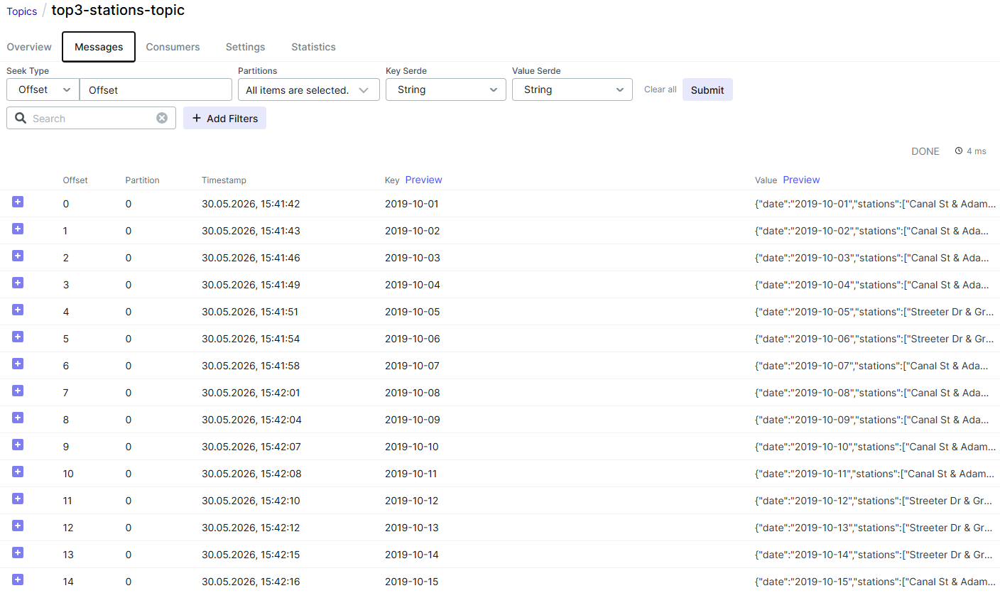 Topics / top3-stations-topic
Overview Messages Consumers Settings Statistics
Seek Type Partitions Key Serde Value Serde
Offset Offset All items are selected. String String Clear all Submit
Search + Add Filters
DONE 4 ms
Offset Partition Timestamp Key Preview Value Preview
0 0 30.05.2026, 15:41:42 2019-10-01 {"date":"2019-10-01","stations":["Canal St & Adam...
1 0 30.05.2026, 15:41:43 2019-10-02 {"date":"2019-10-02","stations":["Canal St & Ada...
2 0 30.05.2026, 15:41:46 2019-10-03 {"date":"2019-10-03","stations":["Canal St & Ada...
3 0 30.05.2026, 15:41:49 2019-10-04 {"date":"2019-10-04","stations":["Canal St & Ada...
4 0 30.05.2026, 15:41:51 2019-10-05 {"date":"2019-10-05","stations":["Streeter Dr & Gr...
5 0 30.05.2026, 15:41:54 2019-10-06 {"date":"2019-10-06","stations":["Streeter Dr & Gr...
6 0 30.05.2026, 15:41:58 2019-10-07 {"date":"2019-10-07","stations":["Canal St & Ada...
7 0 30.05.2026, 15:42:01 2019-10-08 {"date":"2019-10-08","stations":["Canal St & Ada...
8 0 30.05.2026, 15:42:04 2019-10-09 {"date":"2019-10-09","stations":["Canal St & Ada...
9 0 30.05.2026, 15:42:07 2019-10-10 {"date":"2019-10-10","stations":["Canal St & Adam...
10 0 30.05.2026, 15:42:08 2019-10-11 {"date":"2019-10-11","stations":["Canal St & Adam...
11 0 30.05.2026, 15:42:10 2019-10-12 {"date":"2019-10-12","stations":["Streeter Dr & Gr...
12 0 30.05.2026, 15:42:12 2019-10-13 {"date":"2019-10-13","stations":["Streeter Dr & Gr...
13 0 30.05.2026, 15:42:15 2019-10-14 {"date":"2019-10-14","stations":["Streeter Dr & Gr...
14 0 30.05.2026, 15:42:16 2019-10-15 {"date":"2019-10-15","stations":["Canal St & Adam...